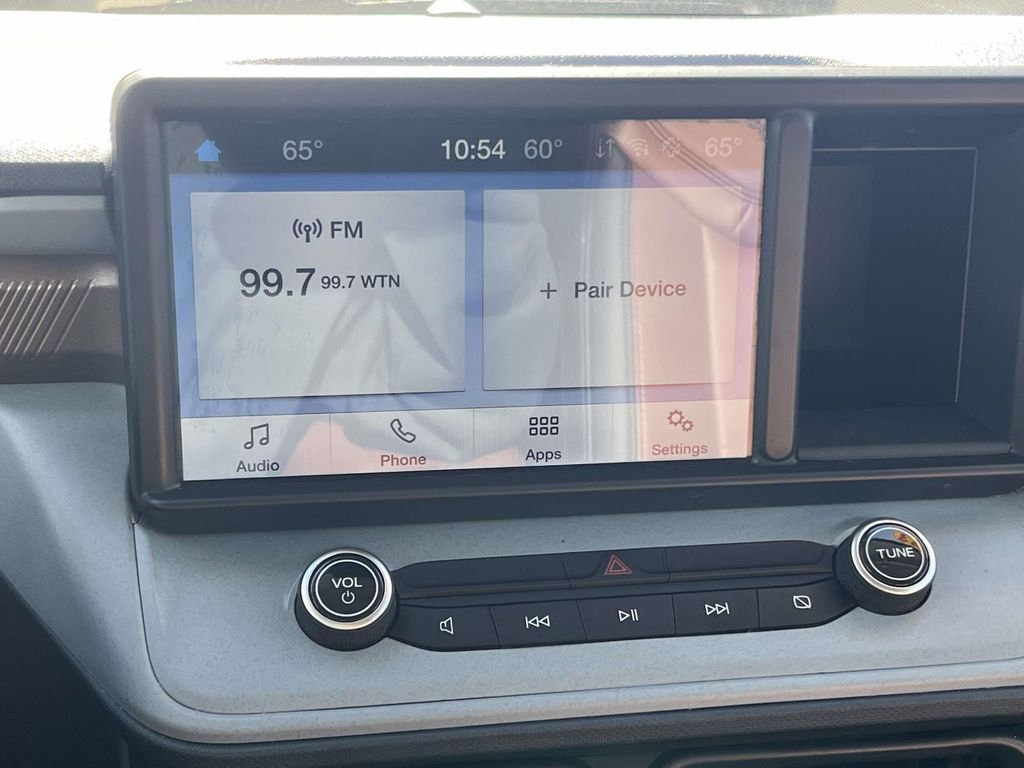 65° 10:54 60° 65°
FM
99.7 99.7 WTN
+ Pair Device
Audio Phone Apps Settings
VOL
TUNE